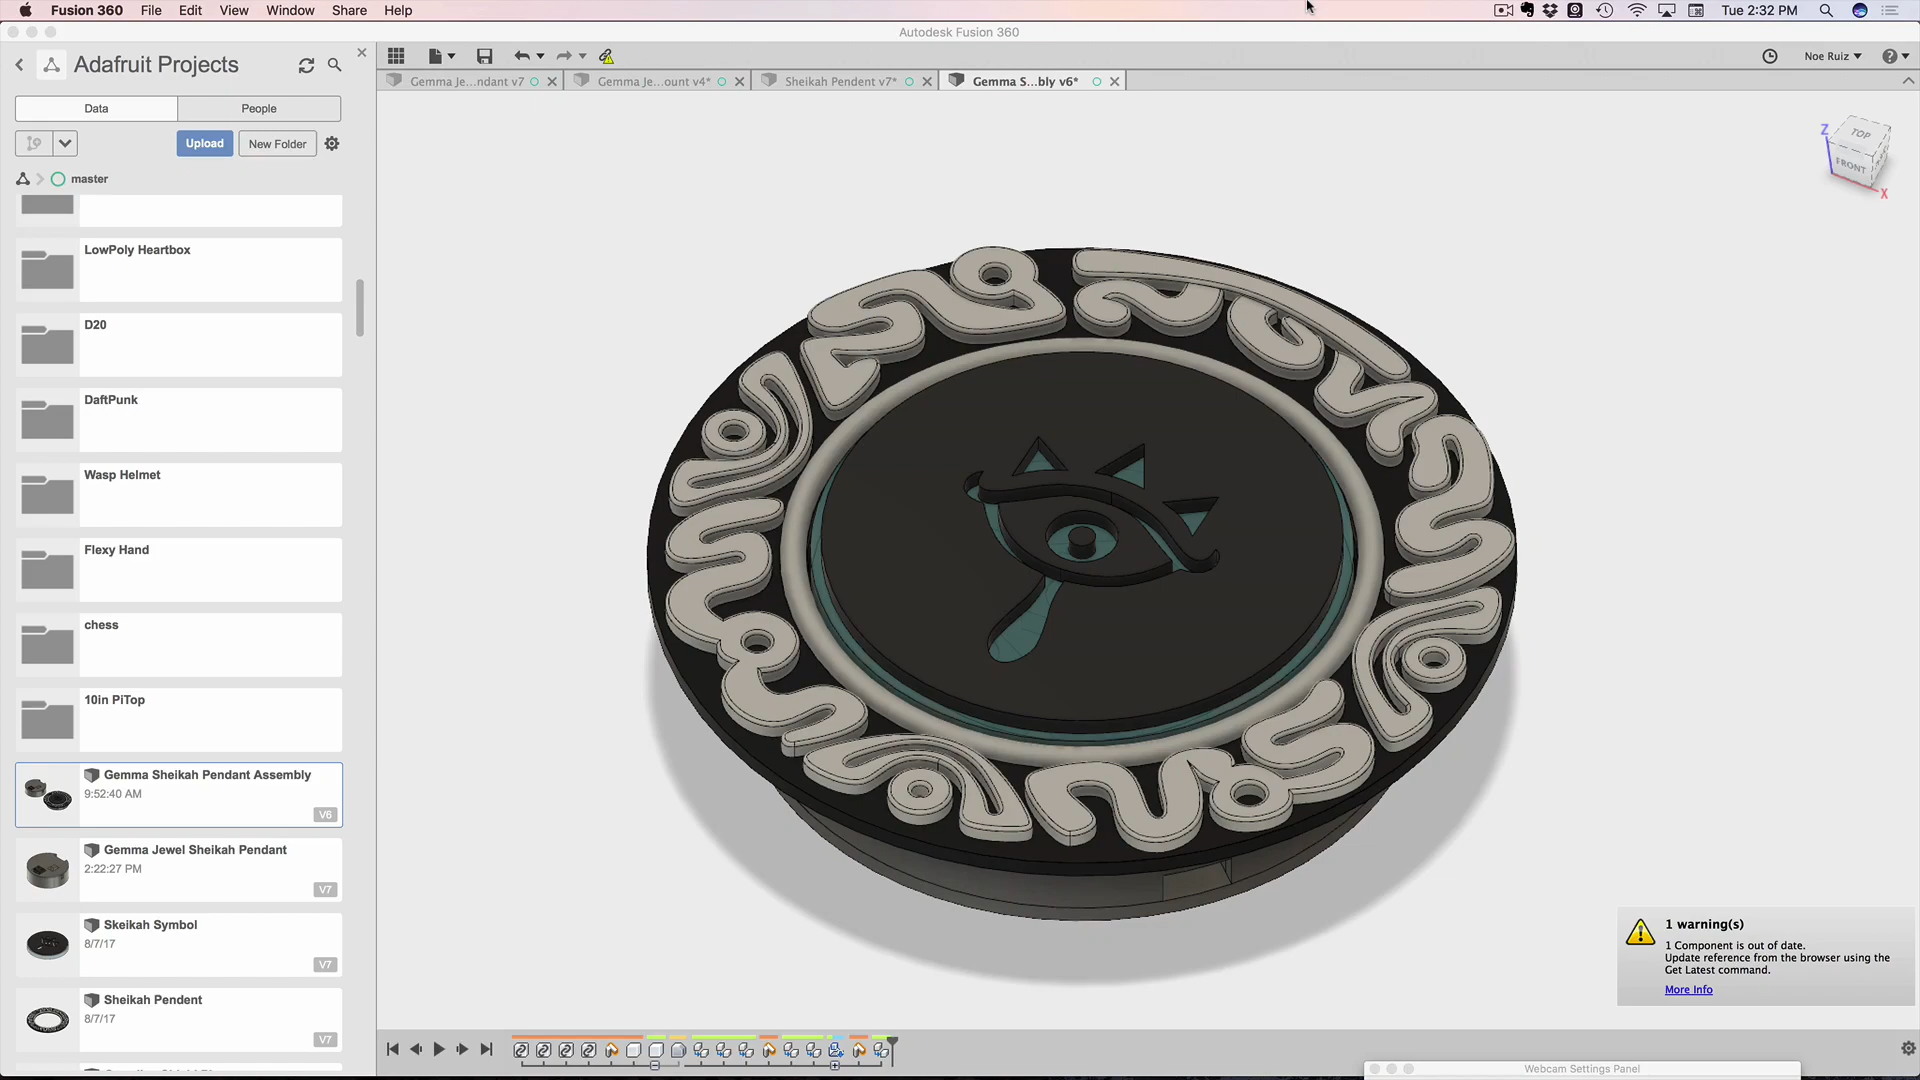 Fusion 360 File Edit View Window Share Help
Tue 2:32 PM
Autodesk Fusion 360
Adafruit Projects
Noe Ruiz
Gemma Je...ndant v7
Gemma Je...ount v4*
Sheikah Pendent v7*
Gemma S...bly v6*
Data People
Upload New Folder
master
TOP
FRONT
Z
X
LowPoly Heartbox
D20
DaftPunk
Wasp Helmet
Flexy Hand
chess
10in PiTop
Gemma Sheikah Pendant Assembly
9:52:40 AM
V6
Gemma Jewel Sheikah Pendant
2:22:27 PM
V7
Skeikah Symbol
8/7/17
V7
Sheikah Pendent
8/7/17
V7
1 warning(s)
1 Component is out of date.
Update reference from the browser using the
Get Latest command.
More Info
Webcam Settings Panel